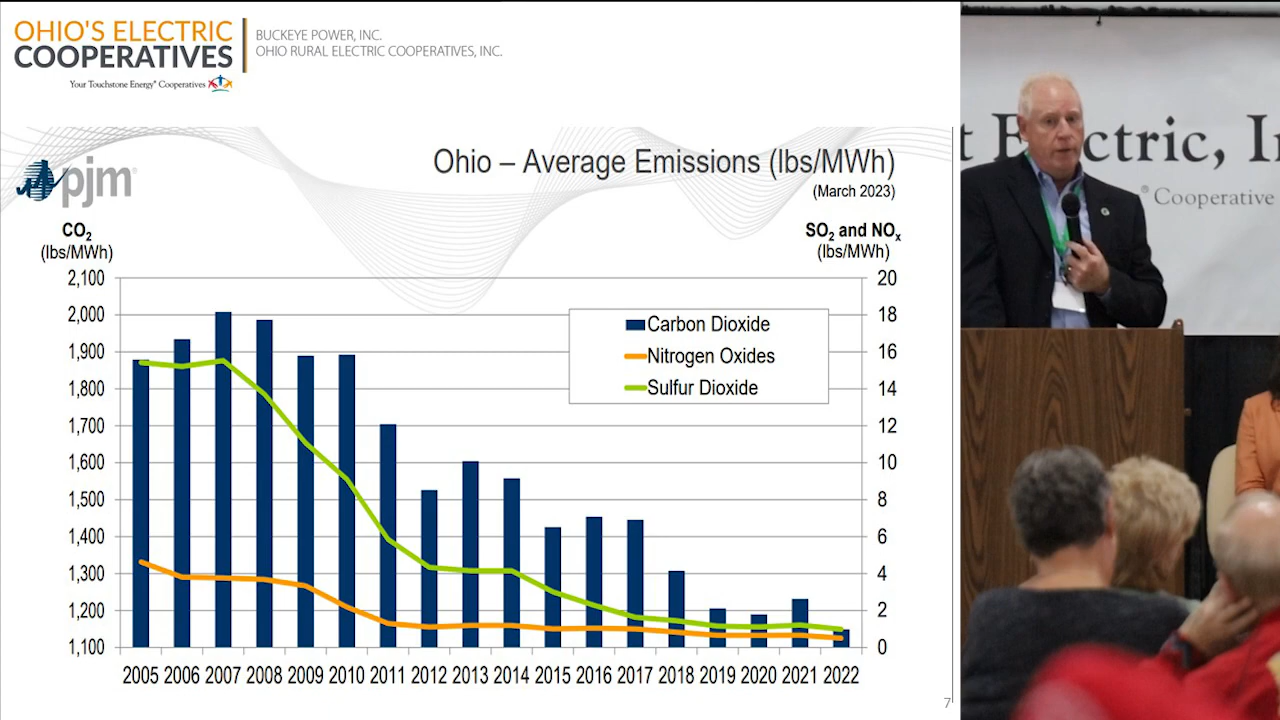 OHIO'S ELECTRIC
COOPERATIVES
Your Touchstone Energy® Cooperatives
BUCKEYE POWER, INC.
OHIO RURAL ELECTRIC COOPERATIVES, INC.
pjm®
Ohio – Average Emissions (lbs/MWh)
(March 2023)
CO2
(lbs/MWh)
SO2 and NOx
(lbs/MWh)
2,100
2,000
1,900
1,800
1,700
1,600
1,500
1,400
1,300
1,200
1,100
20
18
16
14
12
10
8
6
4
2
0
Carbon Dioxide
Nitrogen Oxides
Sulfur Dioxide
2005 2006 2007 2008 2009 2010 2011 2012 2013 2014 2015 2016 2017 2018 2019 2020 2021 2022
7
t E ctric, I
® Cooperative